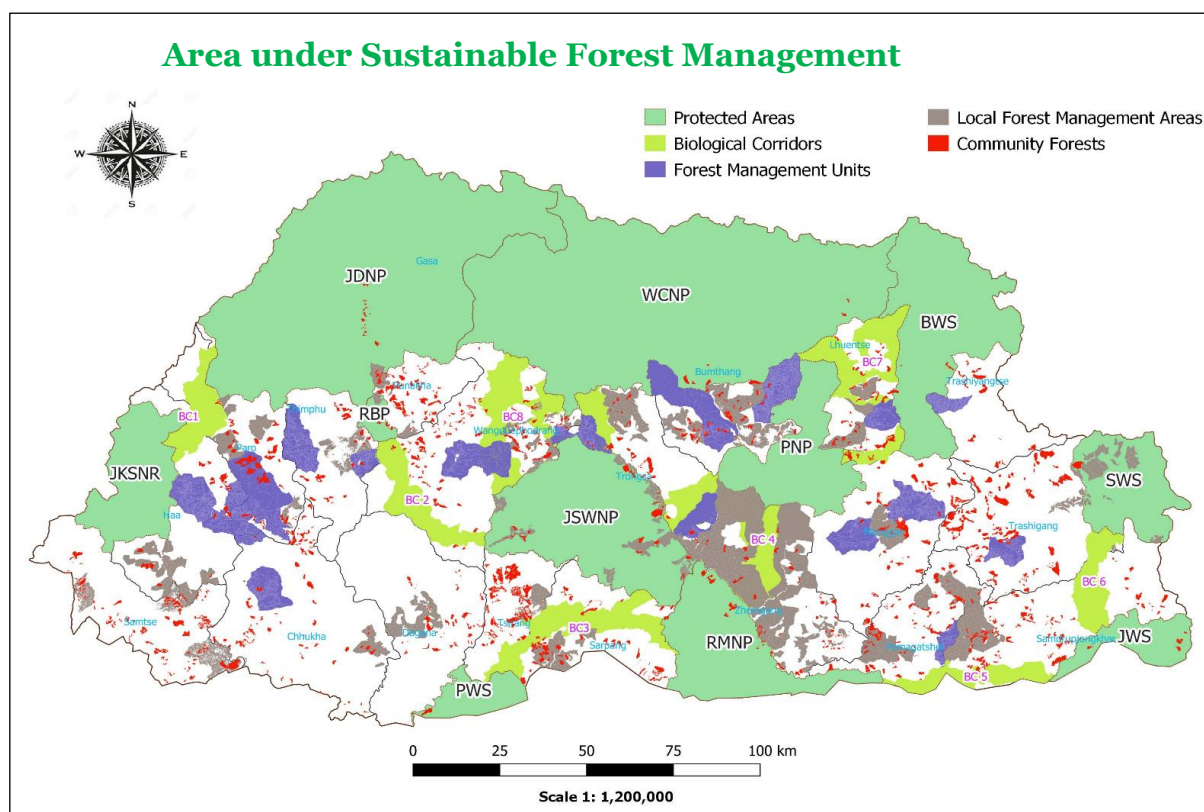 Area under Sustainable Forest Management
N
W E
S
Protected Areas
Biological Corridors
Forest Management Units
Local Forest Management Areas
Community Forests
Gasa
JDNP
WCNP
BWS
Lhuentse
BC7
Bumthang
Trashiyangtse
BC1
RBP
BC8
PNP
JKSNR
Haa
BC 2
Trongsa
JSWNP
SWS
Trashigang
BC 4
BC 6
Samtse
Chhukha
Dagana
Tsirang
BC3
Sarpang
Zhemgang
RMNP
Samdrupjongkhar
JWS
PWS
BC 5
0 25 50 75 100 km
Scale 1: 1,200,000